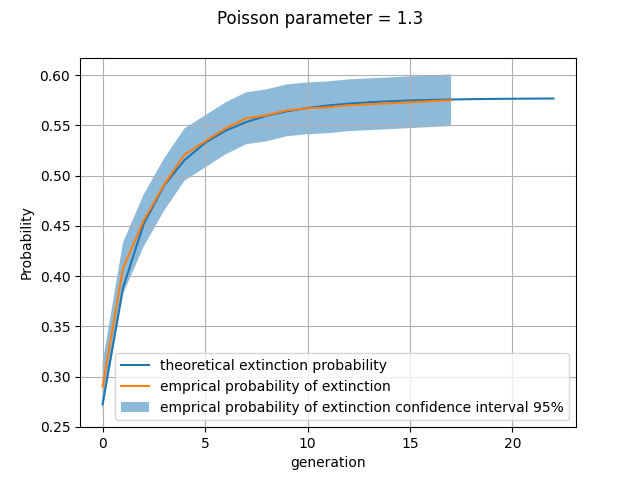 Poisson parameter = 1.3
0.60
0.55
0.50
0.45
0.40
0.35
0.30
0.25
Probability
theoretical extinction probability
emprical probability of extinction
emprical probability of extinction confidence interval 95%
0 5 10 15 20
generation